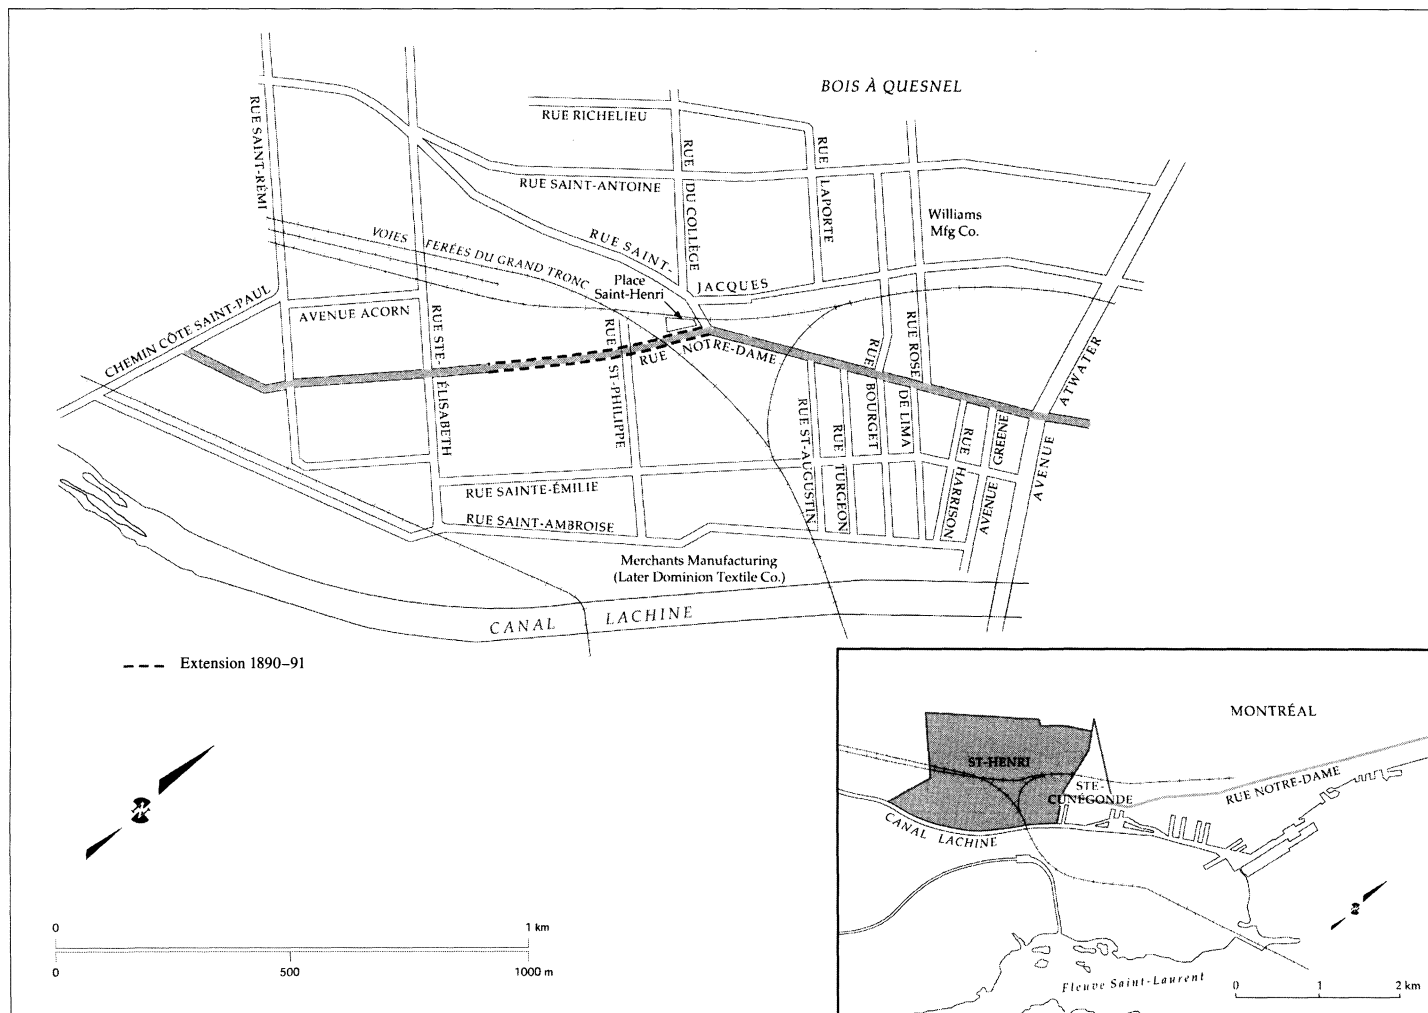 BOIS À QUESNEL
RUE RICHELIEU
RUE SAINT-RÉMI
RUE DU COLLÈGE
RUE LAPORTE
RUE SAINT-ANTOINE
Williams
Mfg Co.
RUE SAINT-JACQUES
VOIES FERÉES DU GRAND TRONC
Place
Saint-Henri
CHEMIN CÔTE SAINT-PAUL
AVENUE ACORN
RUE STE-ÉLISABETH
RUE ST-PHILIPPE
RUE NOTRE-DAME
RUE BOURGET
RUE ROSE DE LIMA
AVENUE ATWATER
RUE ST-AUGUSTIN
RUE TURGEON
RUE HARRISON
AVENUE GREENE
RUE SAINTE-ÉMILIE
RUE SAINT-AMBROISE
Merchants Manufacturing
(Later Dominion Textile Co.)
CANAL LACHINE
Extension 1890–91
0 1 km
0 500 1000 m
MONTRÉAL
ST-HENRI
STE-
CUNÉGONDE
RUE NOTRE-DAME
CANAL LACHINE
Fleuve Saint-Laurent
0 1 2 km